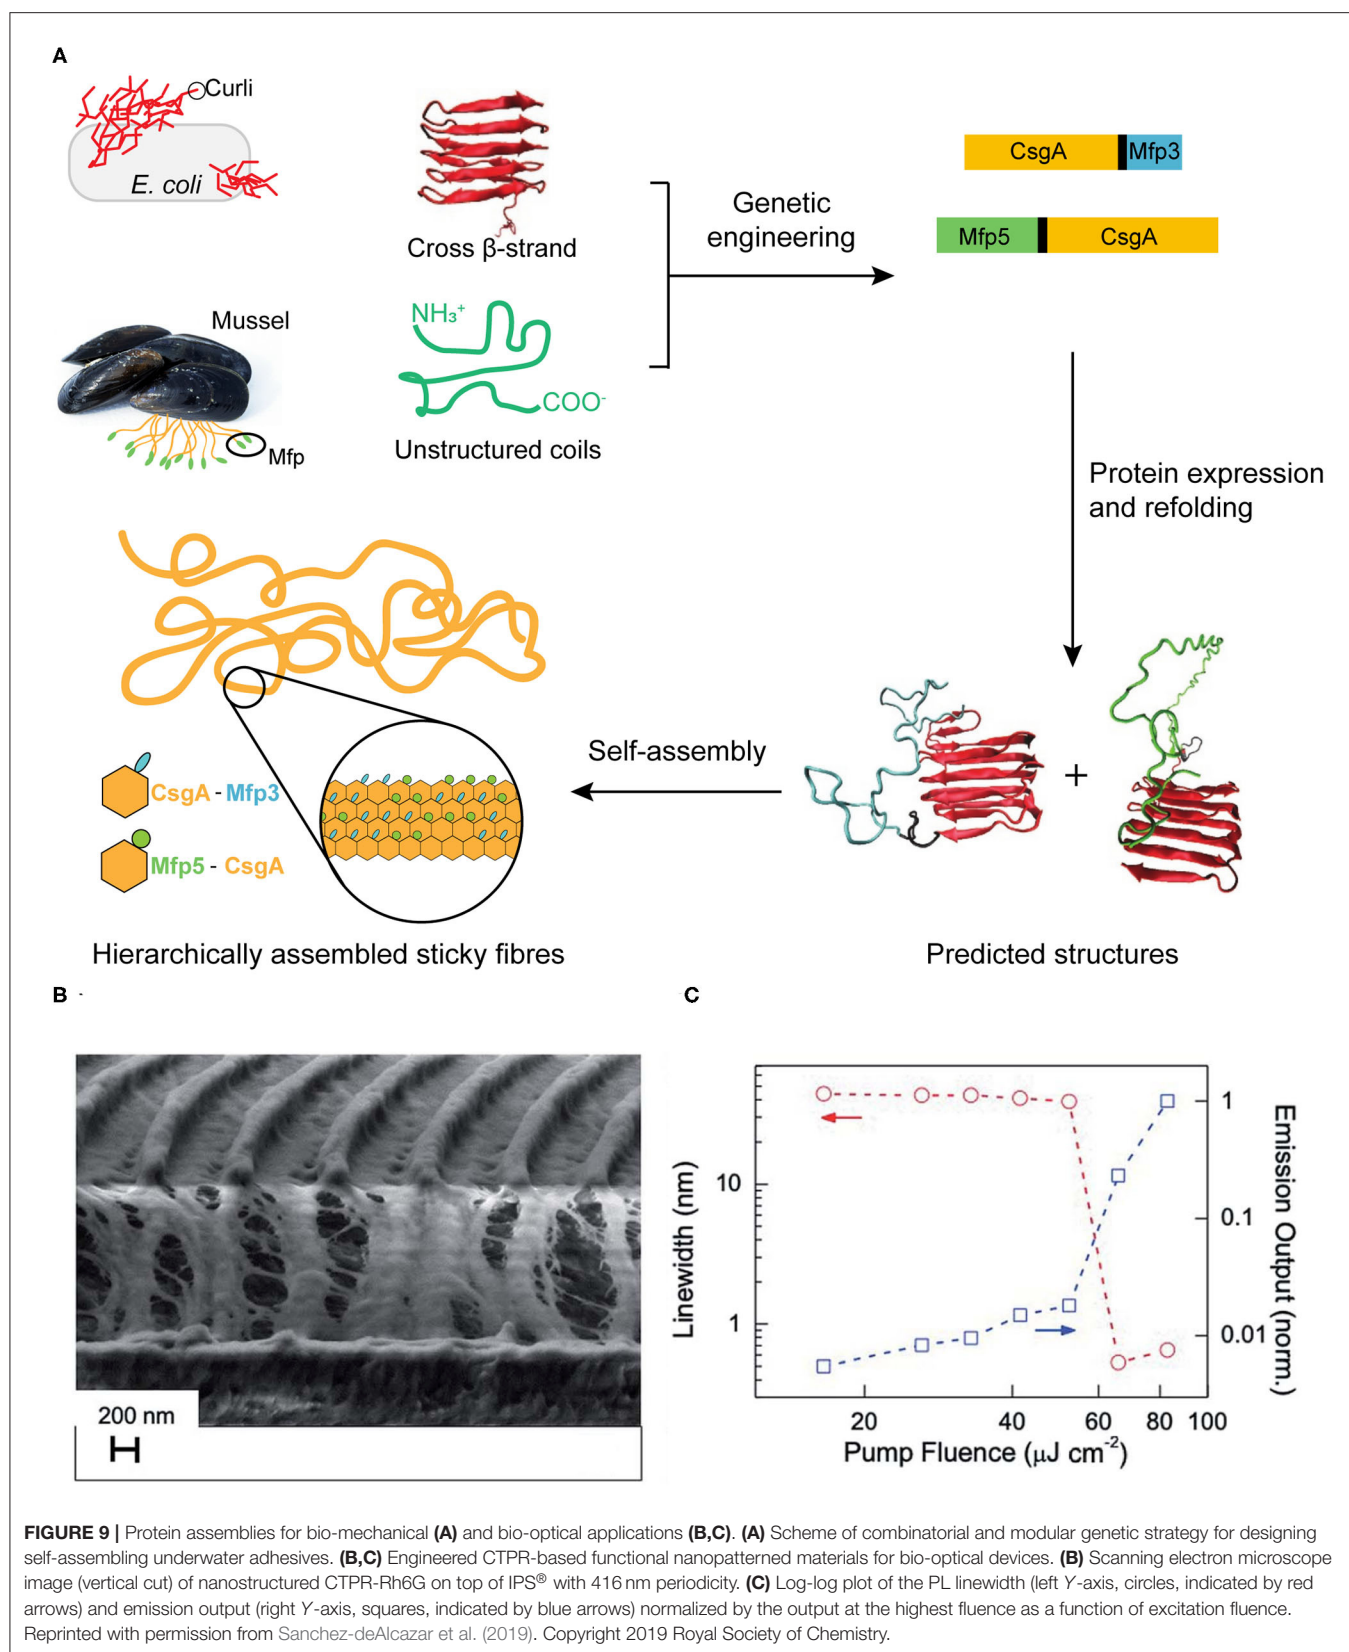 A
Curli
E. coli
Cross β-strand
Genetic
engineering
CsgA
Mfp3
Mfp5
CsgA
Mussel
Mfp
NH₃⁺
COO⁻
Unstructured coils
Protein expression
and refolding
Self-assembly
+
CsgA - Mfp3
Mfp5 - CsgA
Hierarchically assembled sticky fibres
Predicted structures
B
200 nm
C
Linewidth (nm)
10
1
1
0.1
0.01
Emission Output (norm.)
20
40
60
80
100
Pump Fluence (μJ cm⁻²)
FIGURE 9 | Protein assemblies for bio-mechanical (A) and bio-optical applications (B,C). (A) Scheme of combinatorial and modular genetic strategy for designing
self-assembling underwater adhesives. (B,C) Engineered CTPR-based functional nanopatterned materials for bio-optical devices. (B) Scanning electron microscope
image (vertical cut) of nanostructured CTPR-Rh6G on top of IPS® with 416 nm periodicity. (C) Log-log plot of the PL linewidth (left Y-axis, circles, indicated by red
arrows) and emission output (right Y-axis, squares, indicated by blue arrows) normalized by the output at the highest fluence as a function of excitation fluence.
Reprinted with permission from Sanchez-deAlcazar et al. (2019). Copyright 2019 Royal Society of Chemistry.